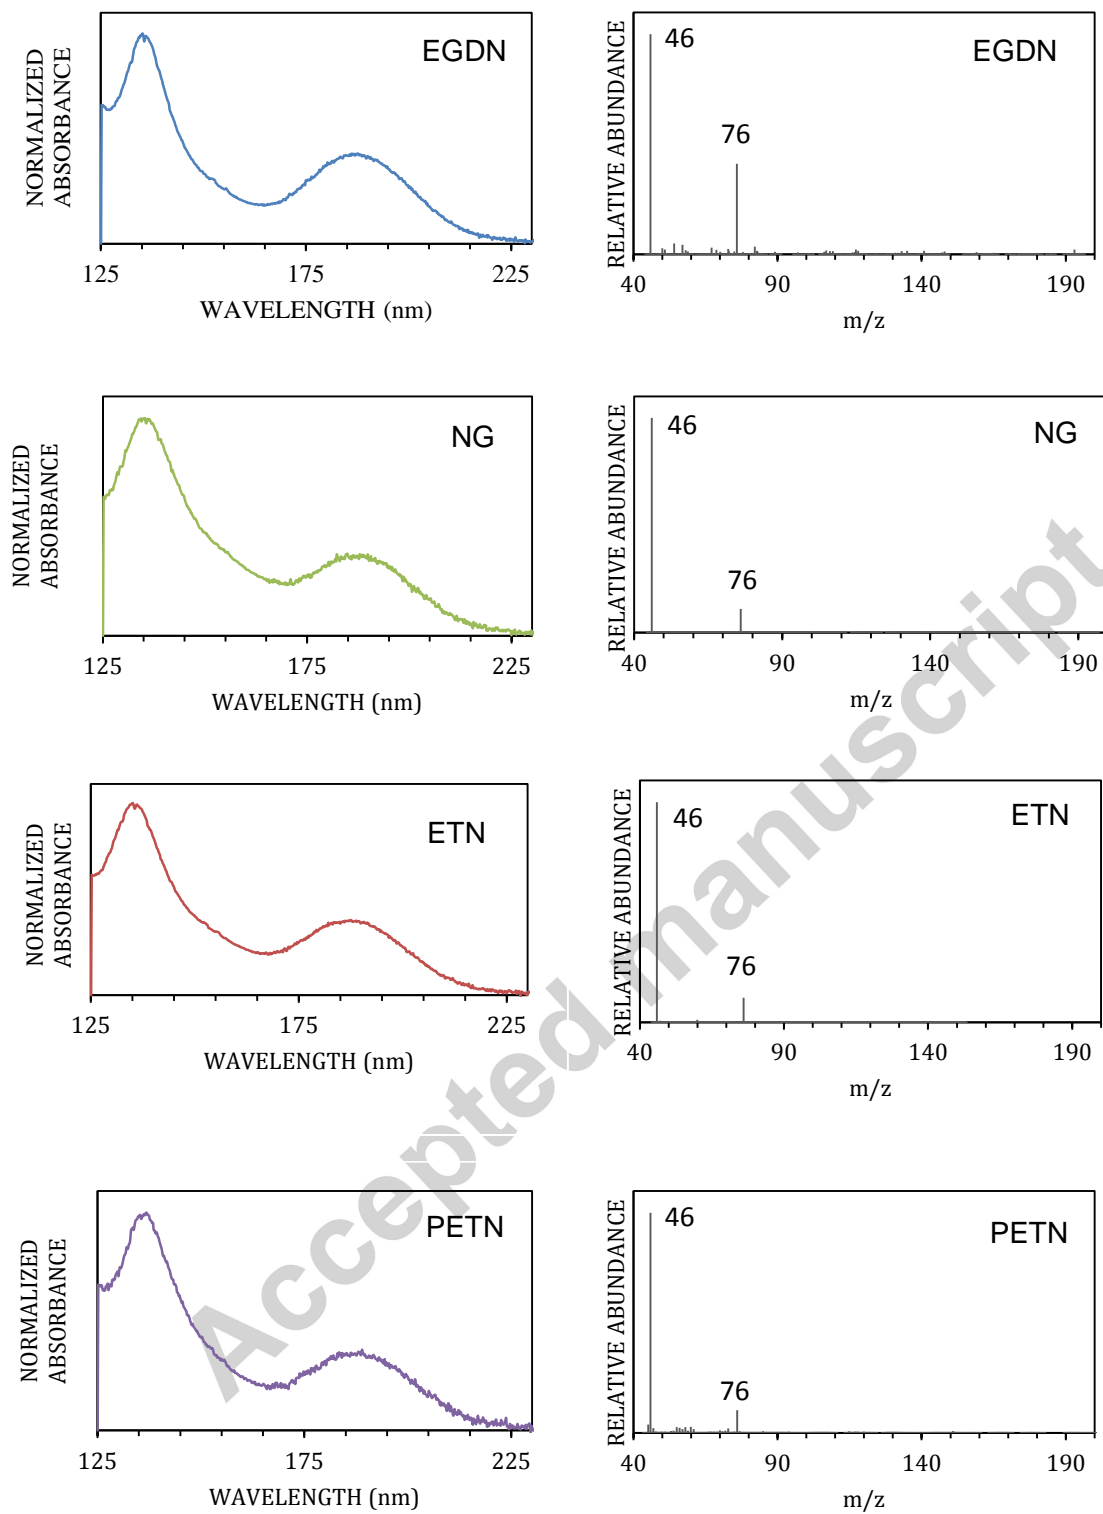 NORMALIZED
ABSORBANCE
EGDN
125 175 225
WAVELENGTH (nm)
RELATIVE ABUNDANCE
46
EGDN
76
40 90 140 190
m/z
NORMALIZED
ABSORBANCE
NG
125 175 225
WAVELENGTH (nm)
RELATIVE ABUNDANCE
46
NG
76
40 90 140 190
m/z
NORMALIZED
ABSORBANCE
ETN
125 175 225
WAVELENGTH (nm)
RELATIVE ABUNDANCE
46
ETN
76
40 90 140 190
m/z
NORMALIZED
ABSORBANCE
PETN
125 175 225
WAVELENGTH (nm)
RELATIVE ABUNDANCE
46
PETN
76
40 90 140 190
m/z
Accepted manuscript